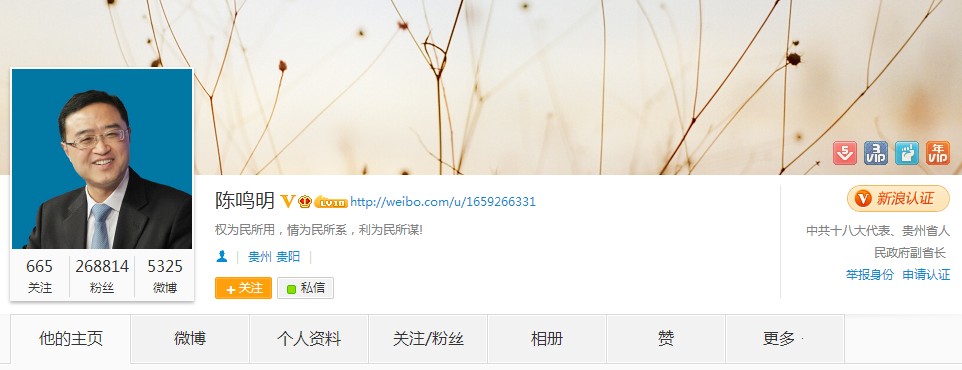 5 3 VIP 年 VIP
陈鸣明 V LV10 http://weibo.com/u/1659266331
权为民所用，情为民所系，利为民所谋!
贵州 贵阳
+关注 私信
V 新浪认证
中共十八大代表、贵州省人
民政府副省长
举报身份 申请认证
665 268814 5325
关注 粉丝 微博
他的主页 微博 个人资料 关注/粉丝 相册 赞 更多